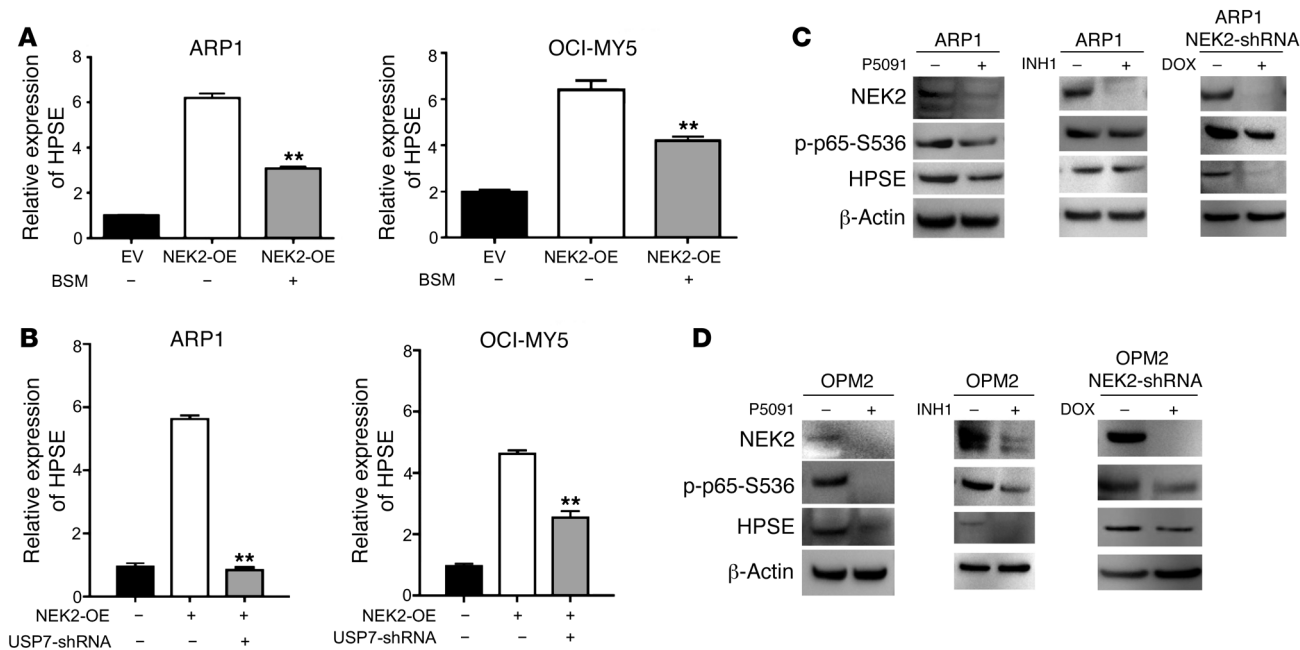 A
ARP1
Relative expression
of HPSE
8
6
4
2
0
EV NEK2-OE NEK2-OE
BSM – – +
OCI-MY5
Relative expression
of HPSE
8
6
4
2
0
**
**
EV NEK2-OE NEK2-OE
BSM – – +
B
ARP1
Relative expression
of HPSE
8
6
4
2
0
**
NEK2-OE – + +
USP7-shRNA – – +
OCI-MY5
Relative expression
of HPSE
8
6
4
2
0
**
NEK2-OE – + +
USP7-shRNA – – +
C
ARP1
P5091 – +
ARP1
INH1 – +
ARP1
NEK2-shRNA
DOX – +
NEK2
p-p65-S536
HPSE
β-Actin
D
OPM2
P5091 – +
OPM2
INH1 – +
OPM2
NEK2-shRNA
DOX – +
NEK2
p-p65-S536
HPSE
β-Actin